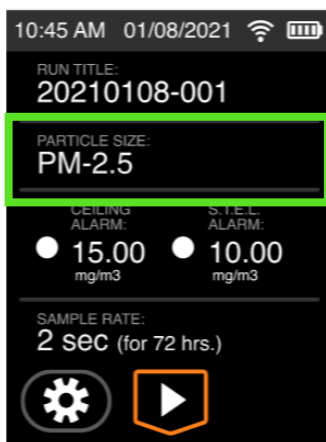 10:45 AM 01/08/2021
RUN TITLE:
20210108-001
PARTICLE SIZE:
PM-2.5
CEILING S.T.E.L.
ALARM: ALARM:
15.00 10.00
mg/m3 mg/m3
SAMPLE RATE:
2 sec (for 72 hrs.)